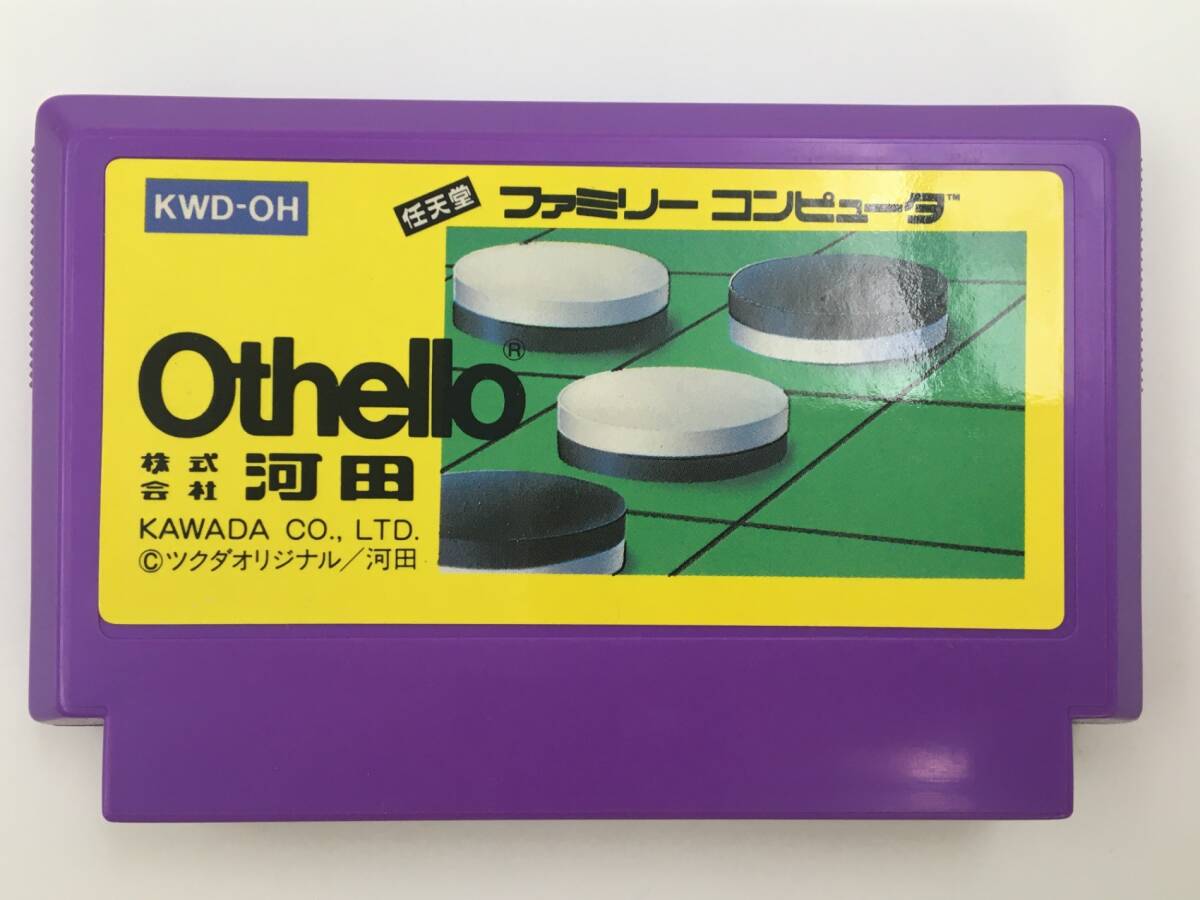 KWD-OH
任天堂 ファミリー コンピュータ™
Othello®
株式会社 河田
KAWADA CO., LTD.
©ツクダオリジナル/河田